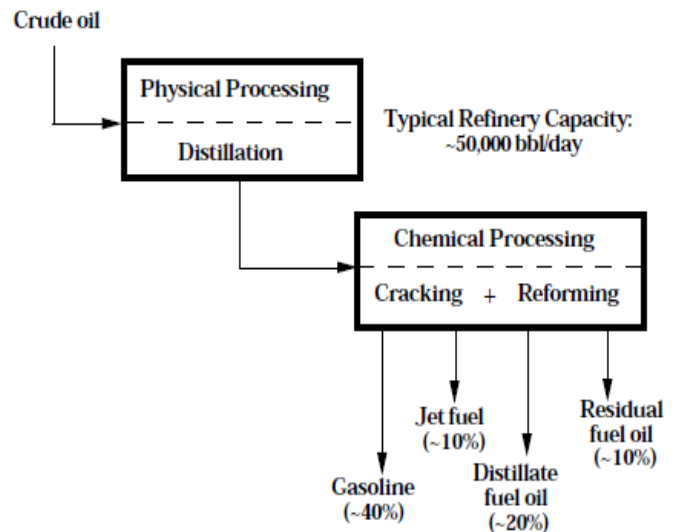 Crude oil
Physical Processing
Distillation
Typical Refinery Capacity:
~50,000 bbl/day
Chemical Processing
Cracking + Reforming
Gasoline
(~40%)
Jet fuel
(~10%)
Distillate
fuel oil
(~20%)
Residual
fuel oil
(~10%)